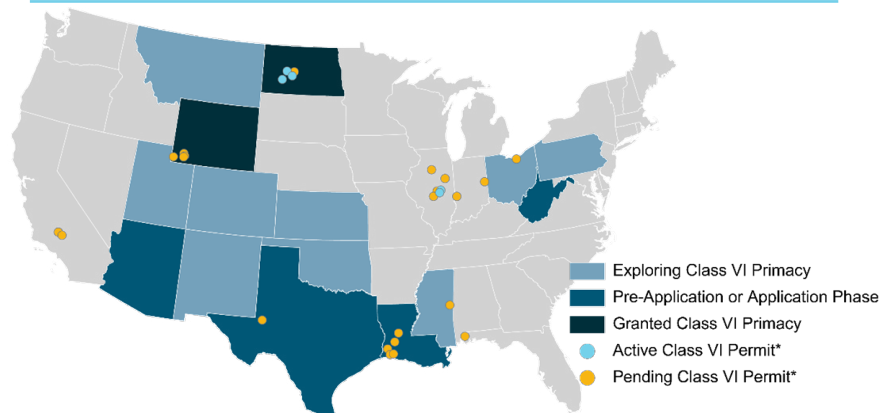 Exploring Class VI Primacy
Pre-Application or Application Phase
Granted Class VI Primacy
Active Class VI Permit*
Pending Class VI Permit*